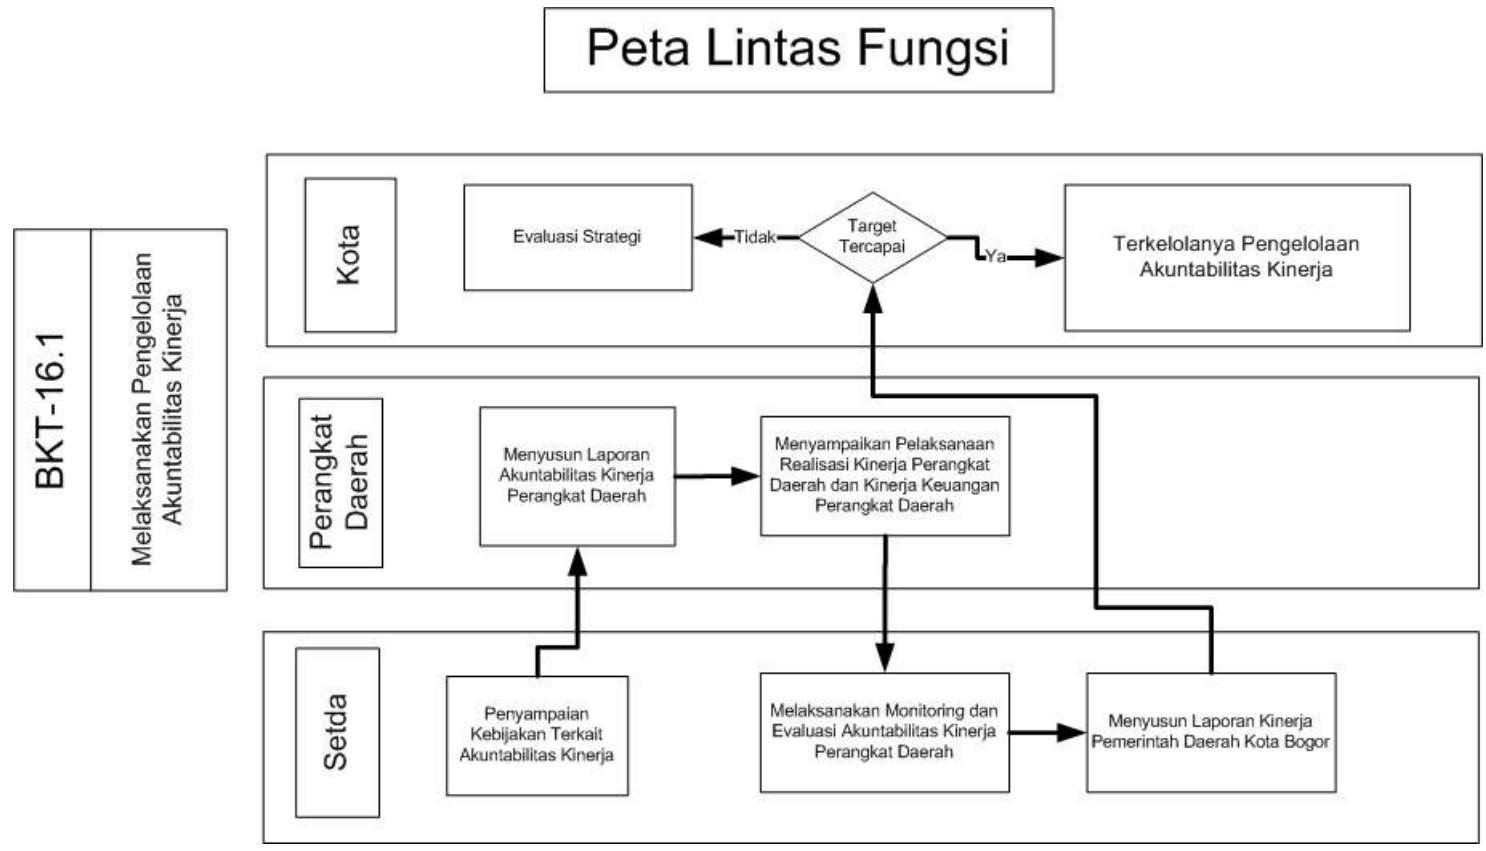 Peta Lintas Fungsi
BKT-16.1
Melaksanakan Pengelolaan
Akuntabilitas Kinerja
Kota
Evaluasi Strategi
Tidak
Target
Tercapai
Ya
Terkelolanya Pengelolaan
Akuntabilitas Kinerja
Perangkat
Daerah
Menyusun Laporan
Akuntabilitas Kinerja
Perangkat Daerah
Menyampaikan Pelaksanaan
Realisasi Kinerja Perangkat
Daerah dan Kinerja Keuangan
Perangkat Daerah
Setda
Penyampaian
Kebijakan Terkait
Akuntabilitas Kinerja
Melaksanakan Monitoring dan
Evaluasi Akuntabilitas Kinerja
Perangkat Daerah
Menyusun Laporan Kinerja
Pemerintah Daerah Kota Bogor